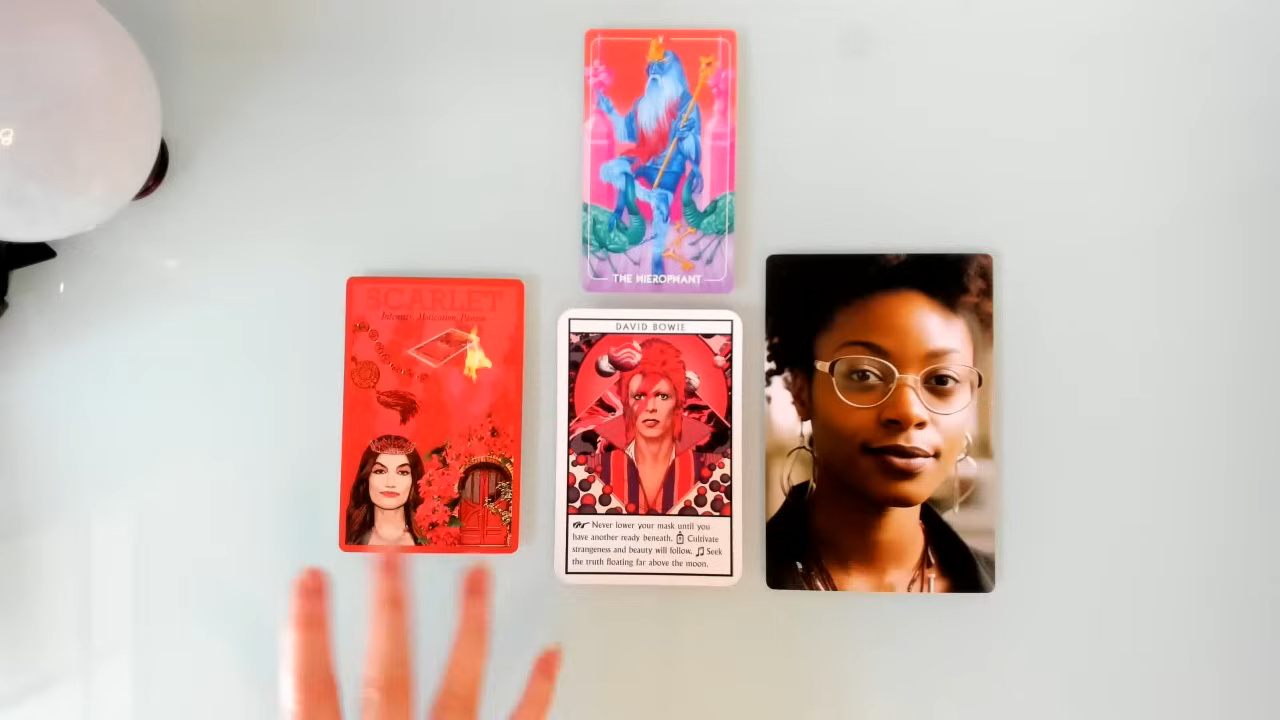 THE HIEROPHANT
SCARLET
Intensity, Motivation, Passion
DAVID BOWIE
Never lower your mask until you
have another ready beneath. Cultivate
strangeness and beauty will follow. Seek
the truth floating far above the moon.